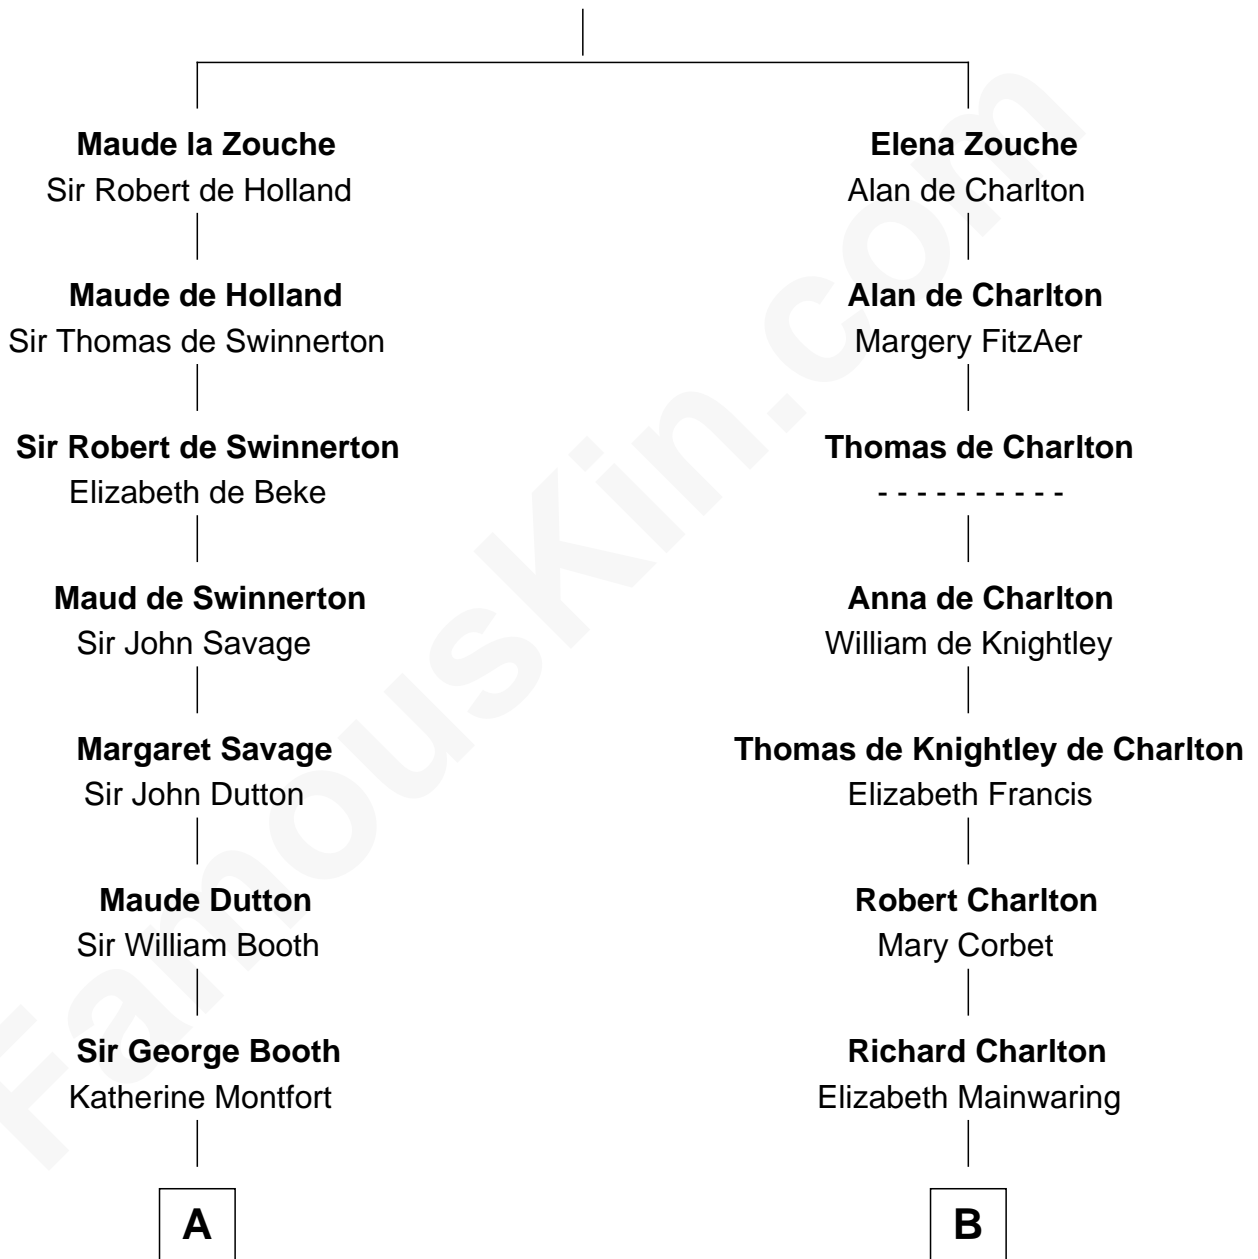 Maude la Zouche
Sir Robert de Holland
Maude de Holland
Sir Thomas de Swinnerton
Sir Robert de Swinnerton
Elizabeth de Beke
Maud de Swinnerton
Sir John Savage
Margaret Savage
Sir John Dutton
Maude Dutton
Sir William Booth
Sir George Booth
Katherine Montfort
A
Elena Zouche
Alan de Charlton
Alan de Charlton
Margery FitzAer
Thomas de Charlton
- - - - - - - - - -
Anna de Charlton
William de Knightley
Thomas de Knightley de Charlton
Elizabeth Francis
Robert Charlton
Mary Corbet
Richard Charlton
Elizabeth Mainwaring
B
FamousKin.com